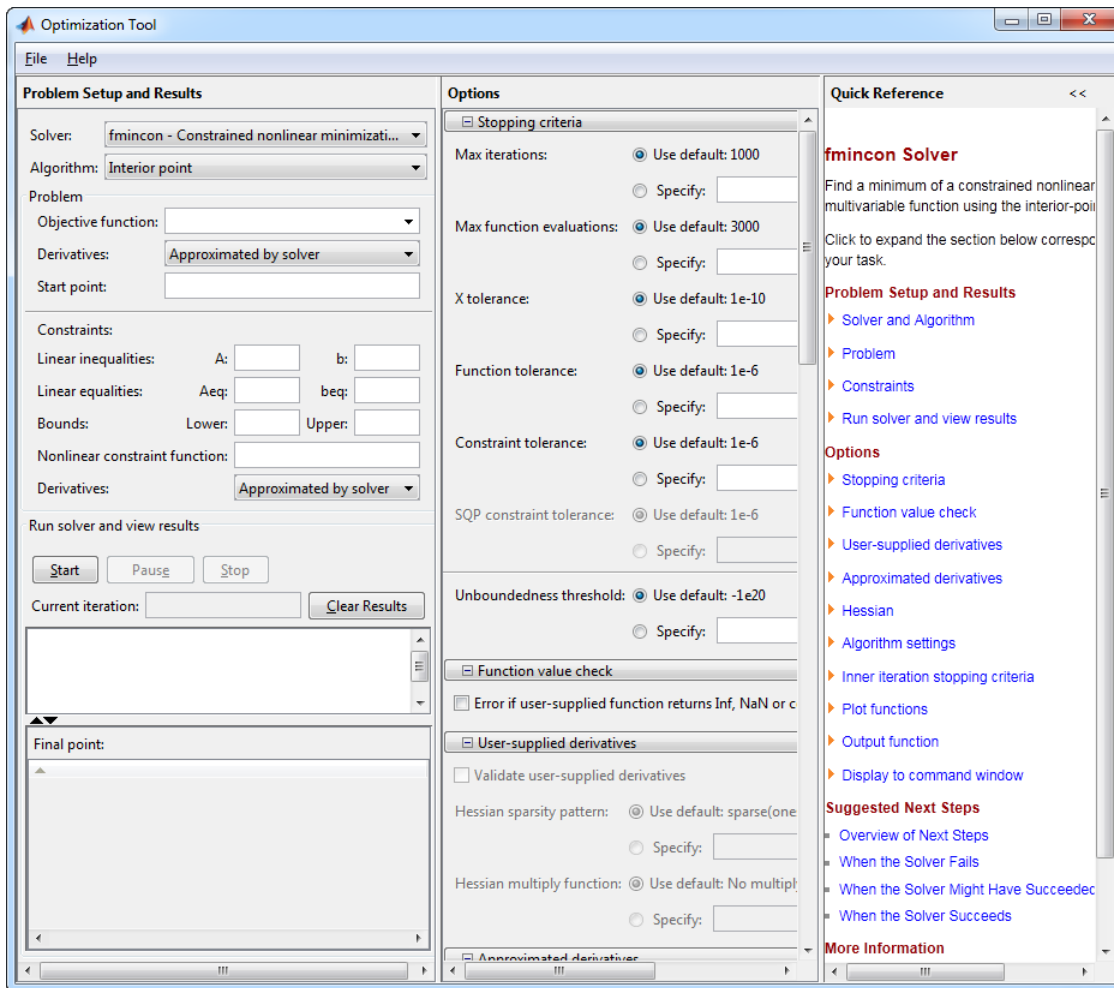 Optimization Tool
File Help
Problem Setup and Results
Solver: fmincon - Constrained nonlinear minimizati...
Algorithm: Interior point
Problem
Objective function:
Derivatives: Approximated by solver
Start point:
Constraints:
Linear inequalities: A: b:
Linear equalities: Aeq: beq:
Bounds: Lower: Upper:
Nonlinear constraint function:
Derivatives: Approximated by solver
Run solver and view results
Start Pause Stop
Current iteration: Clear Results
Final point:
Options
Stopping criteria
Max iterations: Use default: 1000
Specify:
Max function evaluations: Use default: 3000
Specify:
X tolerance: Use default: 1e-10
Specify:
Function tolerance: Use default: 1e-6
Specify:
Constraint tolerance: Use default: 1e-6
Specify:
SQP constraint tolerance: Use default: 1e-6
Specify:
Unboundedness threshold: Use default: -1e20
Specify:
Function value check
Error if user-supplied function returns Inf, NaN or c
User-supplied derivatives
Validate user-supplied derivatives
Hessian sparsity pattern: Use default: sparse(one
Specify:
Hessian multiply function: Use default: No multiply
Specify:
Approximated derivatives
Quick Reference <<
fmincon Solver
Find a minimum of a constrained nonlinear
multivariable function using the interior-poi
Click to expand the section below correspo
your task.
Problem Setup and Results
Solver and Algorithm
Problem
Constraints
Run solver and view results
Options
Stopping criteria
Function value check
User-supplied derivatives
Approximated derivatives
Hessian
Algorithm settings
Inner iteration stopping criteria
Plot functions
Output function
Display to command window
Suggested Next Steps
Overview of Next Steps
When the Solver Fails
When the Solver Might Have Succeeded
When the Solver Succeeds
More Information